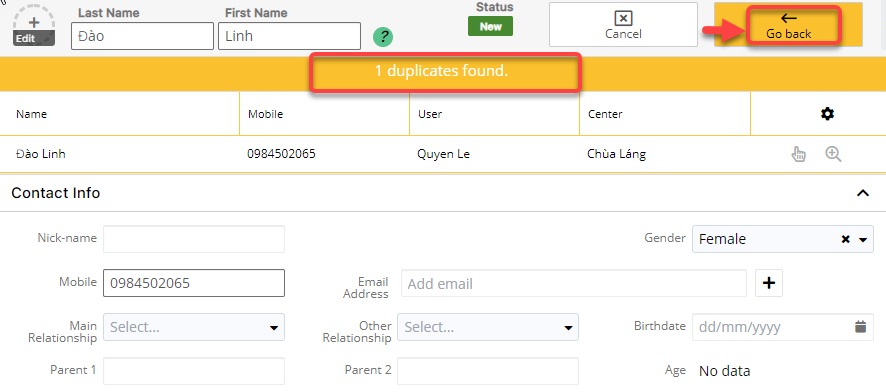 Last Name First Name Status
Edit Đào Linh ? New Cancel Go back
1 duplicates found.
Name Mobile User Center
Đào Linh 0984502065 Quyen Le Chùa Láng
Contact Info
Nick-name Gender Female
Mobile 0984502065 Email Address Add email
Main Relationship Select... Other Relationship Select... Birthdate dd/mm/yyyy
Parent 1 Parent 2 Age No data